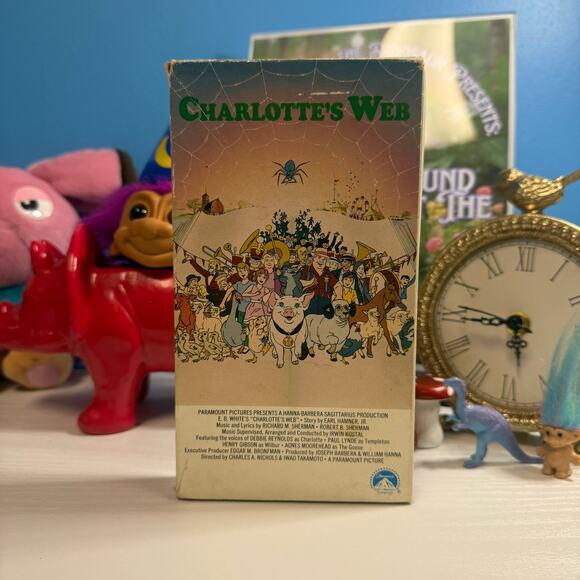 THE DINOSAUR PRESENTS:
CHARLOTTE'S WEB
UND
THE
XII
PARAMOUNT PICTURES PRESENTS A HANNA-BARBERA-SAGITTARIUS PRODUCTION
E. B. WHITE'S "CHARLOTTE'S WEB" • Story by EARL HAMNER, JR.
Music and Lyrics by RICHARD M. SHERMAN • ROBERT B. SHERMAN
Music Supervised, Arranged and Conducted by IRWIN KOSTAL
Featuring the voices of DEBBIE REYNOLDS as Charlotte • PAUL LYNDE as Templeton
HENRY GIBSON as Wilbur • AGNES MOOREHEAD as The Goose
Executive Producer EDGAR M. BRONFMAN • Produced by JOSEPH BARBERA & WILLIAM HANNA
Directed by CHARLES A. NICHOLS & IWAO TAKAMOTO • A PARAMOUNT PICTURE